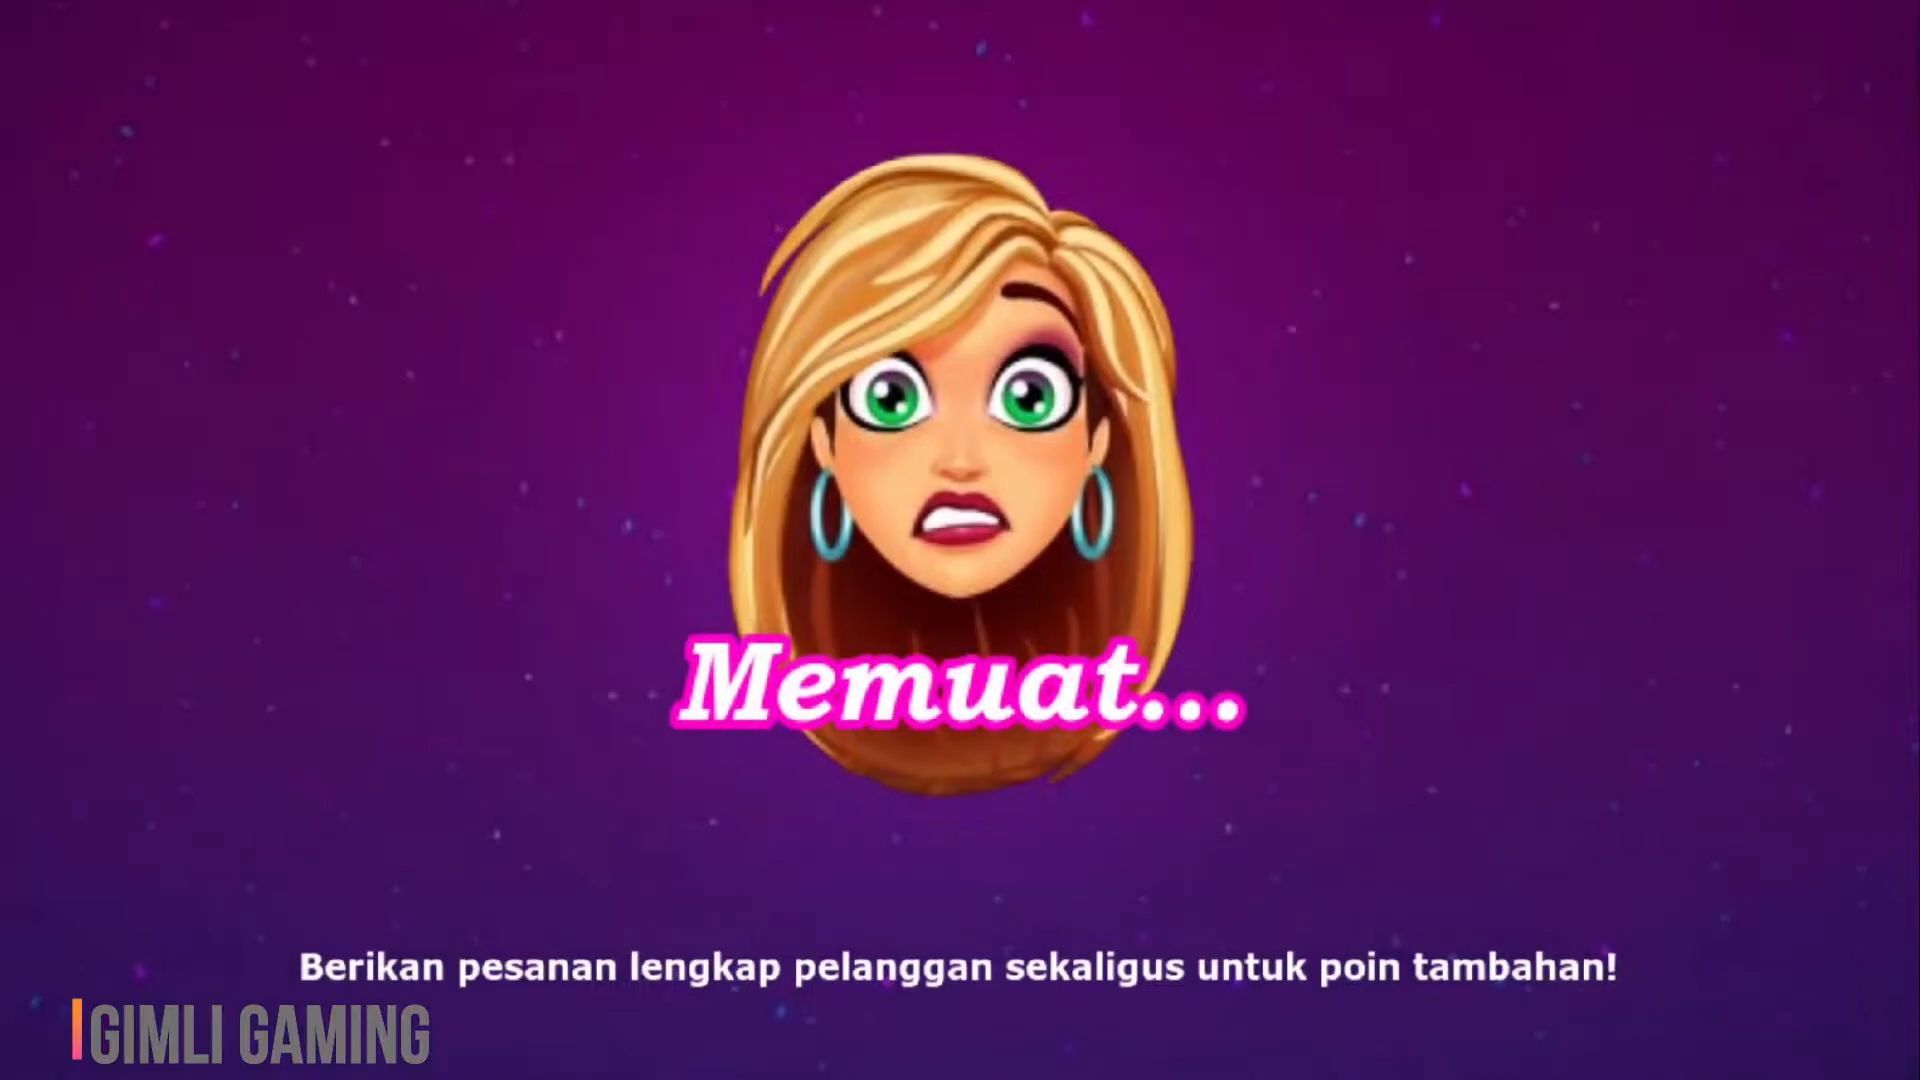 Memuat...
Berikan pesanan lengkap pelanggan sekaligus untuk poin tambahan!
GIMLI GAMING